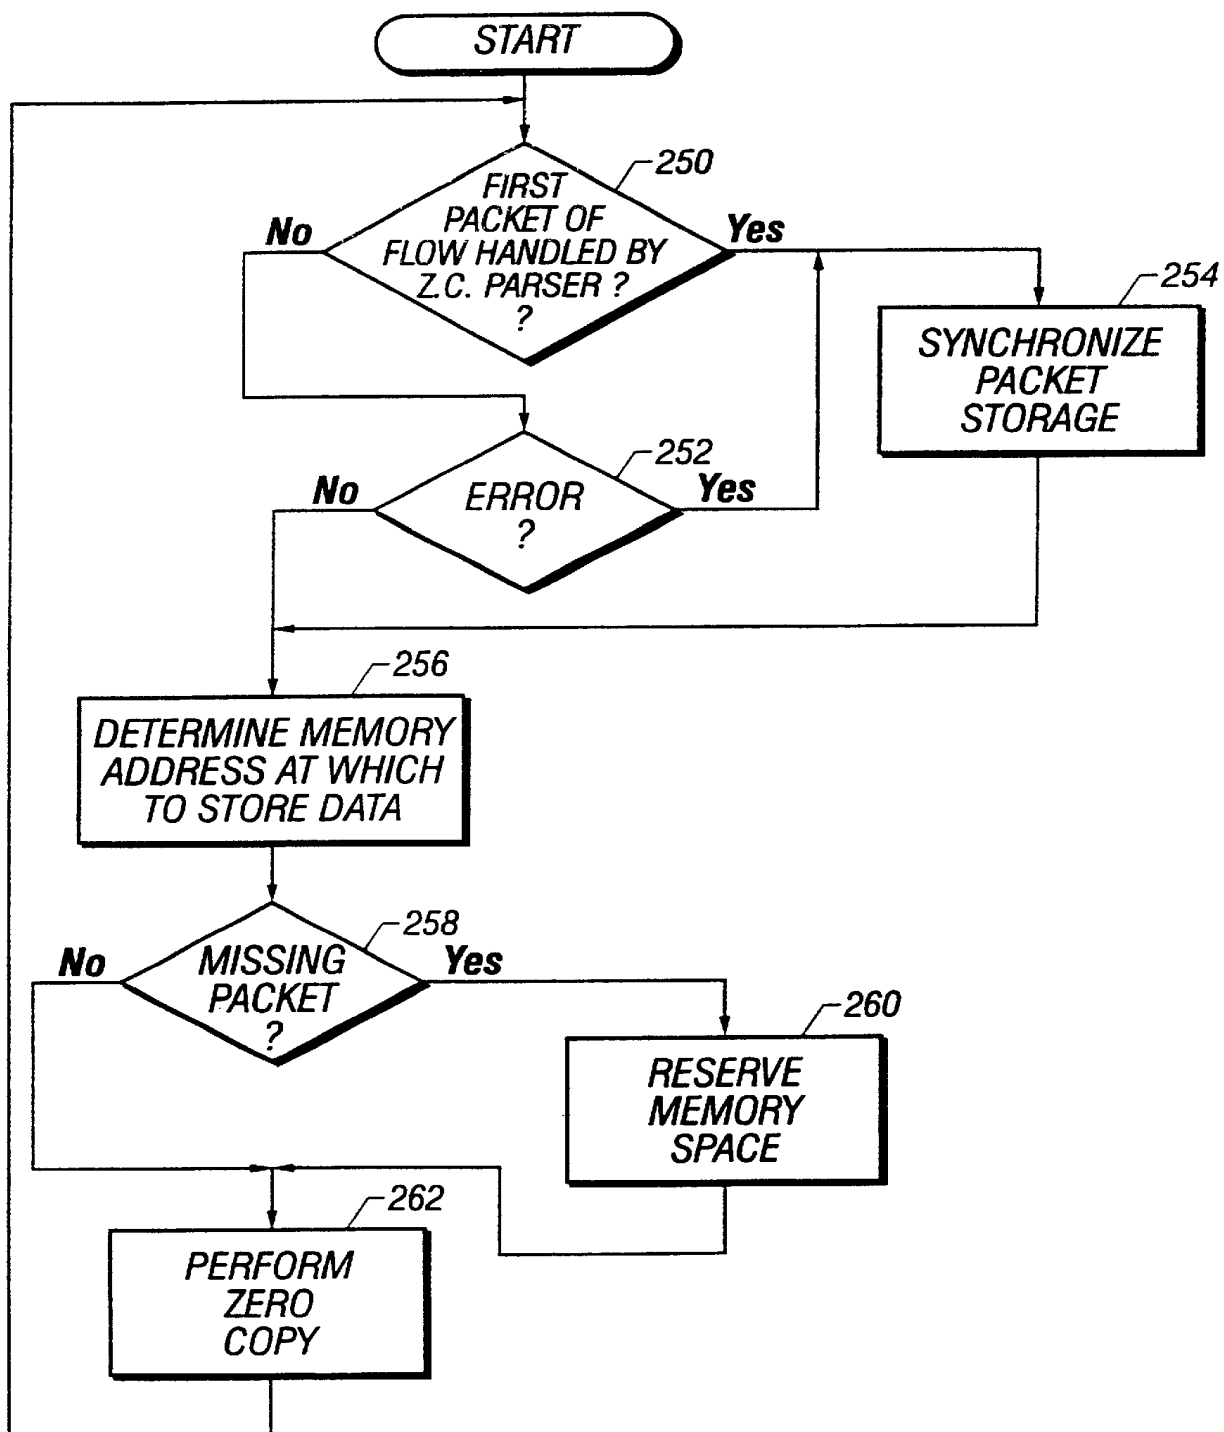 START
250
FIRST
PACKET OF
FLOW HANDLED BY
Z.C. PARSER ?
?
No
Yes
254
SYNCHRONIZE
PACKET
STORAGE
252
ERROR
?
No
Yes
256
DETERMINE MEMORY
ADDRESS AT WHICH
TO STORE DATA
258
MISSING
PACKET
?
No
Yes
260
RESERVE
MEMORY
SPACE
262
PERFORM
ZERO
COPY